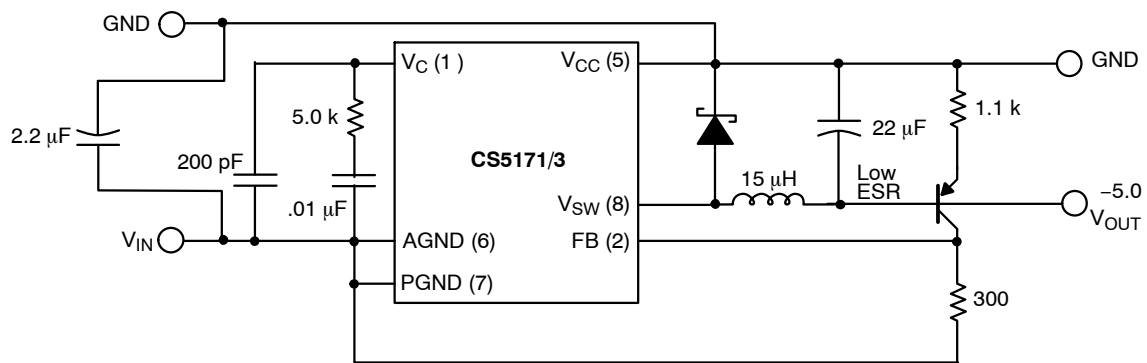 GND
V_C (1 )
V_CC (5)
GND
5.0 k
1.1 k
2.2 μF
22 μF
200 pF
CS5171/3
15 μH
Low
ESR
−5.0
.01 μF
V_SW (8)
V_OUT
V_IN
AGND (6)
FB (2)
PGND (7)
300